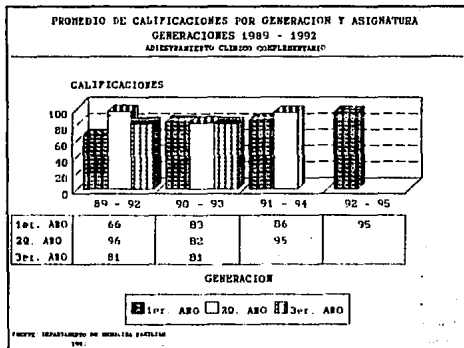 PROMEDIO DE CALIFICACIONES POR GENERACION Y ASIGNATURA
GENERACIONES 1989 - 1992
ADIESTRAMIENTO CLINICO COMPLEMENTARIO
CALIFICACIONES
100
80
60
40
20
0
89 - 92 90 - 93 91 - 94 92 - 95
1er. AÑO 66 83 86 95
2O. AÑO 96 82 95
3er. AÑO 81 81
GENERACION
1er. AÑO 2O. AÑO 3er. AÑO
FUENTE DEPARTAMENTO DE MEDICINA FAMILIAR